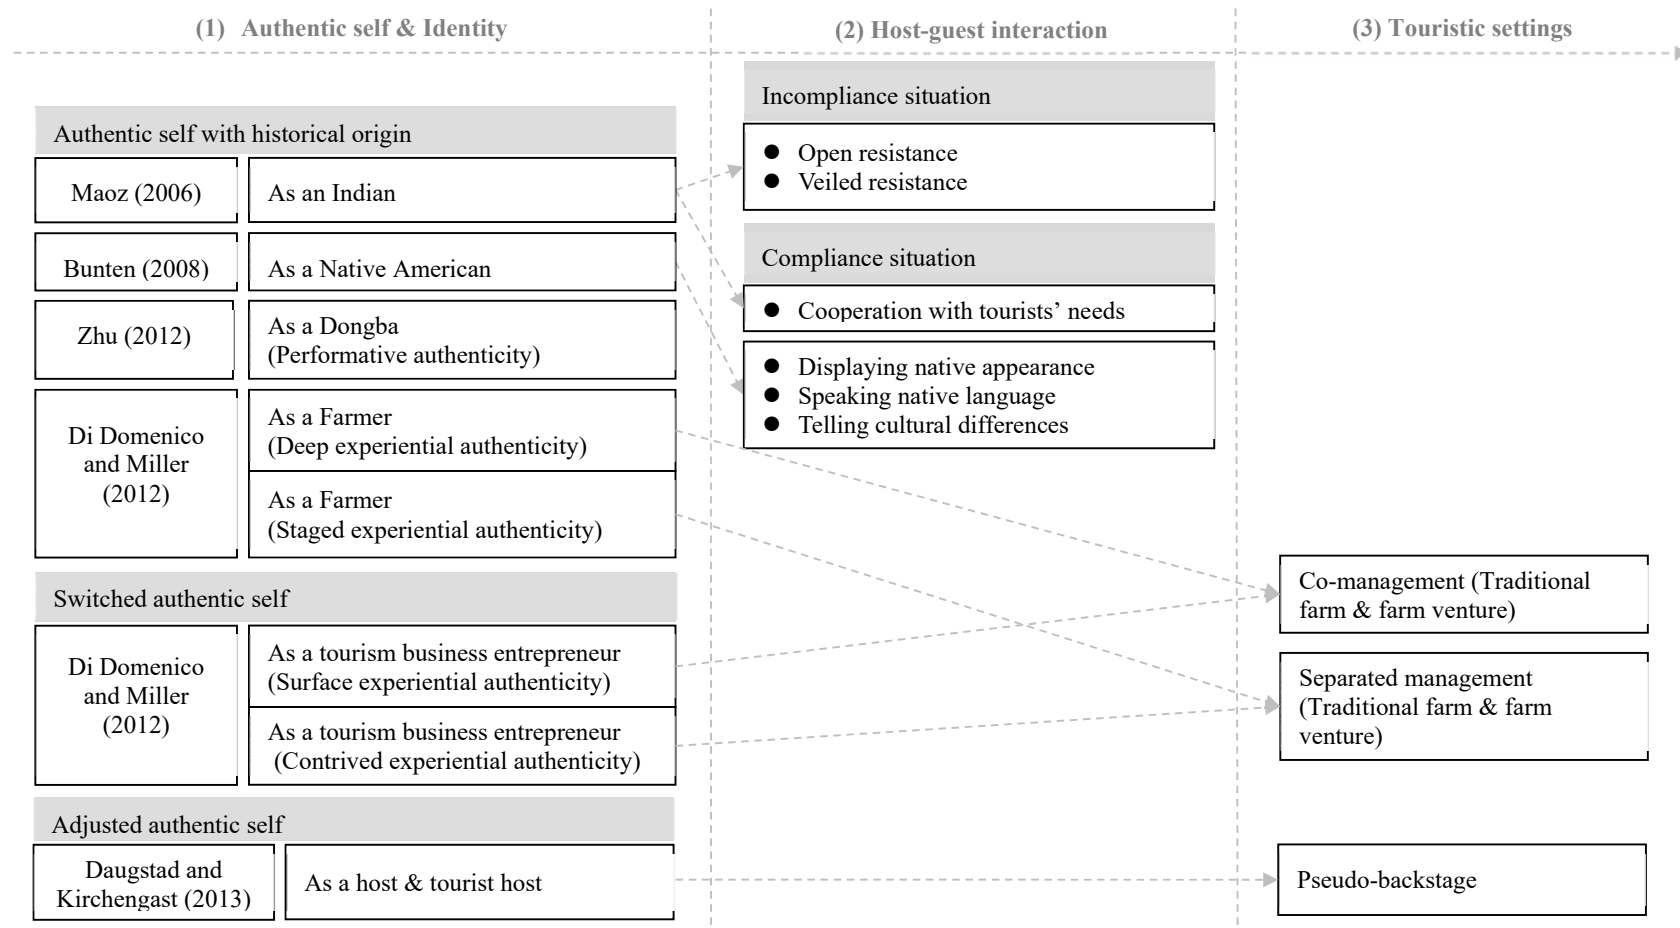 (1) Authentic self & Identity
(2) Host-guest interaction
(3) Touristic settings
Authentic self with historical origin
Maoz (2006)
As an Indian
Bunten (2008)
As a Native American
Zhu (2012)
As a Dongba
(Performative authenticity)
Di Domenico
and Miller
(2012)
As a Farmer
(Deep experiential authenticity)
As a Farmer
(Staged experiential authenticity)
Switched authentic self
Di Domenico
and Miller
(2012)
As a tourism business entrepreneur
(Surface experiential authenticity)
As a tourism business entrepreneur
(Contrived experiential authenticity)
Adjusted authentic self
Daugstad and
Kirchengast (2013)
As a host & tourist host
Incompliance situation
● Open resistance
● Veiled resistance
Compliance situation
● Cooperation with tourists’ needs
● Displaying native appearance
● Speaking native language
● Telling cultural differences
Co-management (Traditional
farm & farm venture)
Separated management
(Traditional farm & farm
venture)
Pseudo-backstage